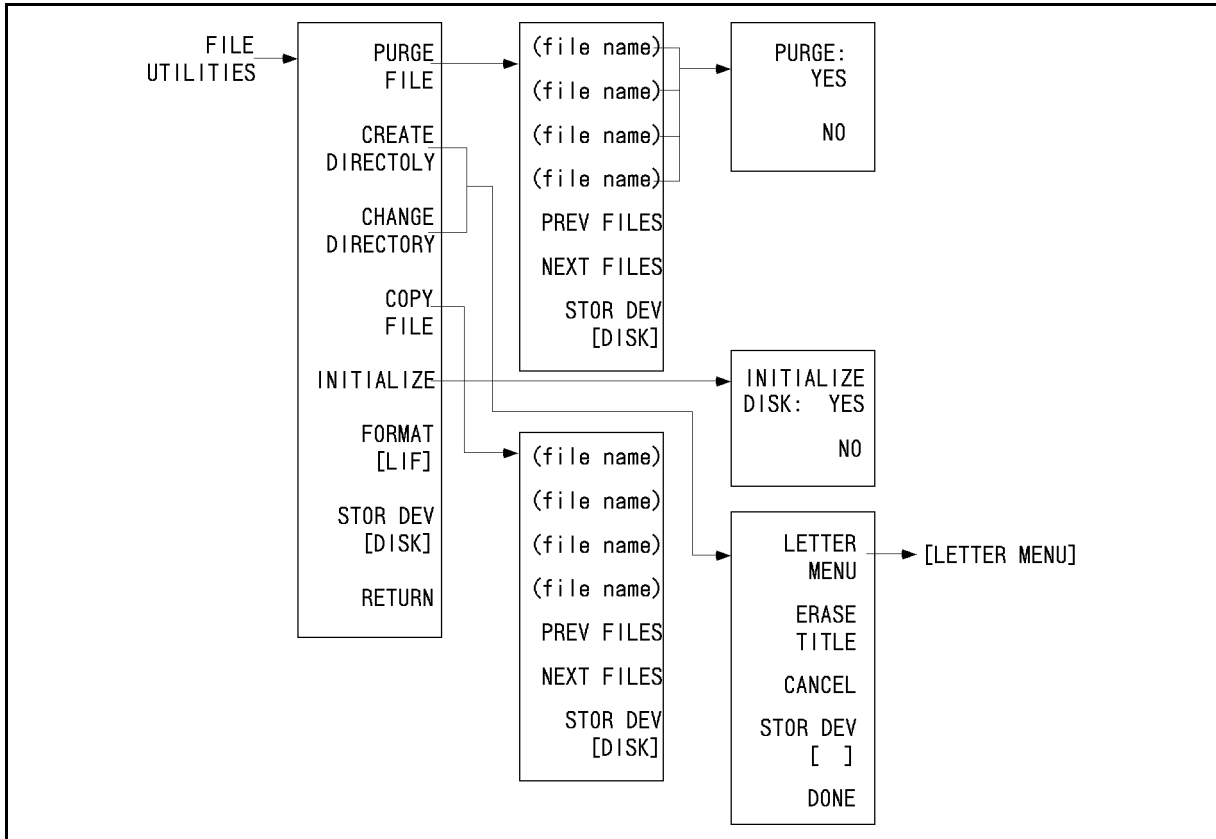 FILE
UTILITIES
PURGE
FILE
CREATE
DIRECTOLY
CHANGE
DIRECTORY
COPY
FILE
INITIALIZE
FORMAT
[LIF]
STOR DEV
[DISK]
RETURN
(file name)
(file name)
(file name)
(file name)
PREV FILES
NEXT FILES
STOR DEV
[DISK]
PURGE:
YES
NO
INITIALIZE
DISK: YES
NO
(file name)
(file name)
(file name)
(file name)
PREV FILES
NEXT FILES
STOR DEV
[DISK]
LETTER
MENU
ERASE
TITLE
CANCEL
STOR DEV
[ ]
DONE
[LETTER MENU]